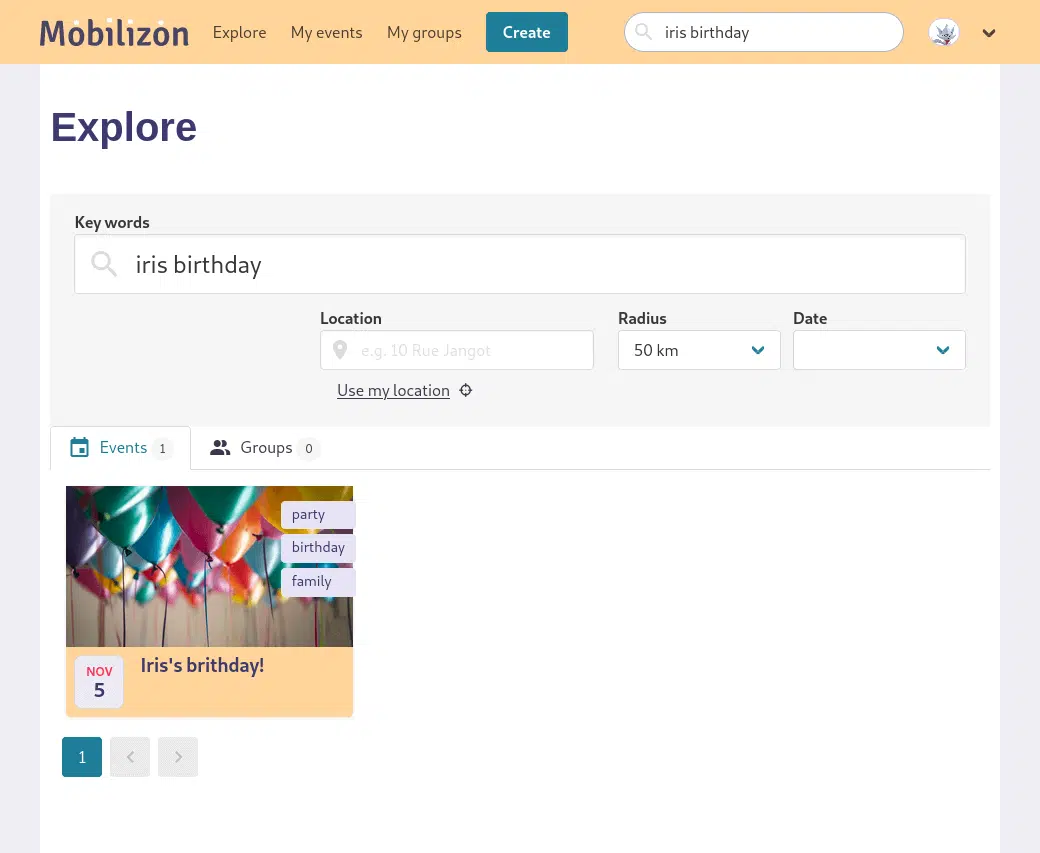 Mobilizon Explore My events My groups Create iris birthday
Explore
Key words
iris birthday
Location Radius Date
e.g. 10 Rue Jangot 50 km
Use my location
Events 1 Groups 0
party
birthday
family
NOV
5
Iris's brithday!
1